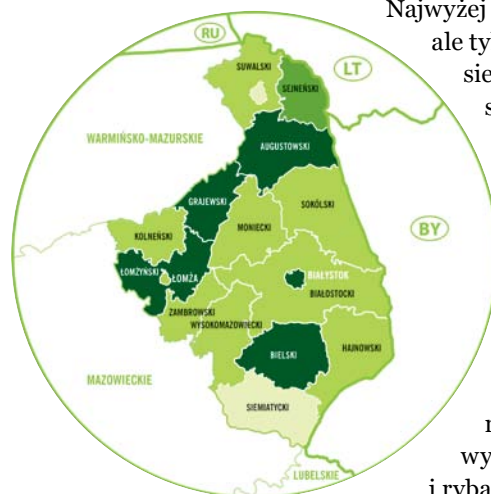 Najwyżej
ale ty
sie
s
RU
LT
SUWALSKI
SEJNEŃSKI
WARMIŃSKO-MAZURSKIE
AUGUSTOWSKI
GRAJEWSKI
SOKÓLSKI
MONIECKI
KOLNEŃSKI
BY
ŁOMŻYŃSKI
ŁOMŻA
BIAŁYSTOK
BIAŁOSTOCKI
ZAMBROWSKI
WYSOKOMAZOWIECKI
HAJNOWSKI
BIELSKI
MAZOWIECKIE
SIEMIATYCKI
LUBELSKIE
wy
i ryba